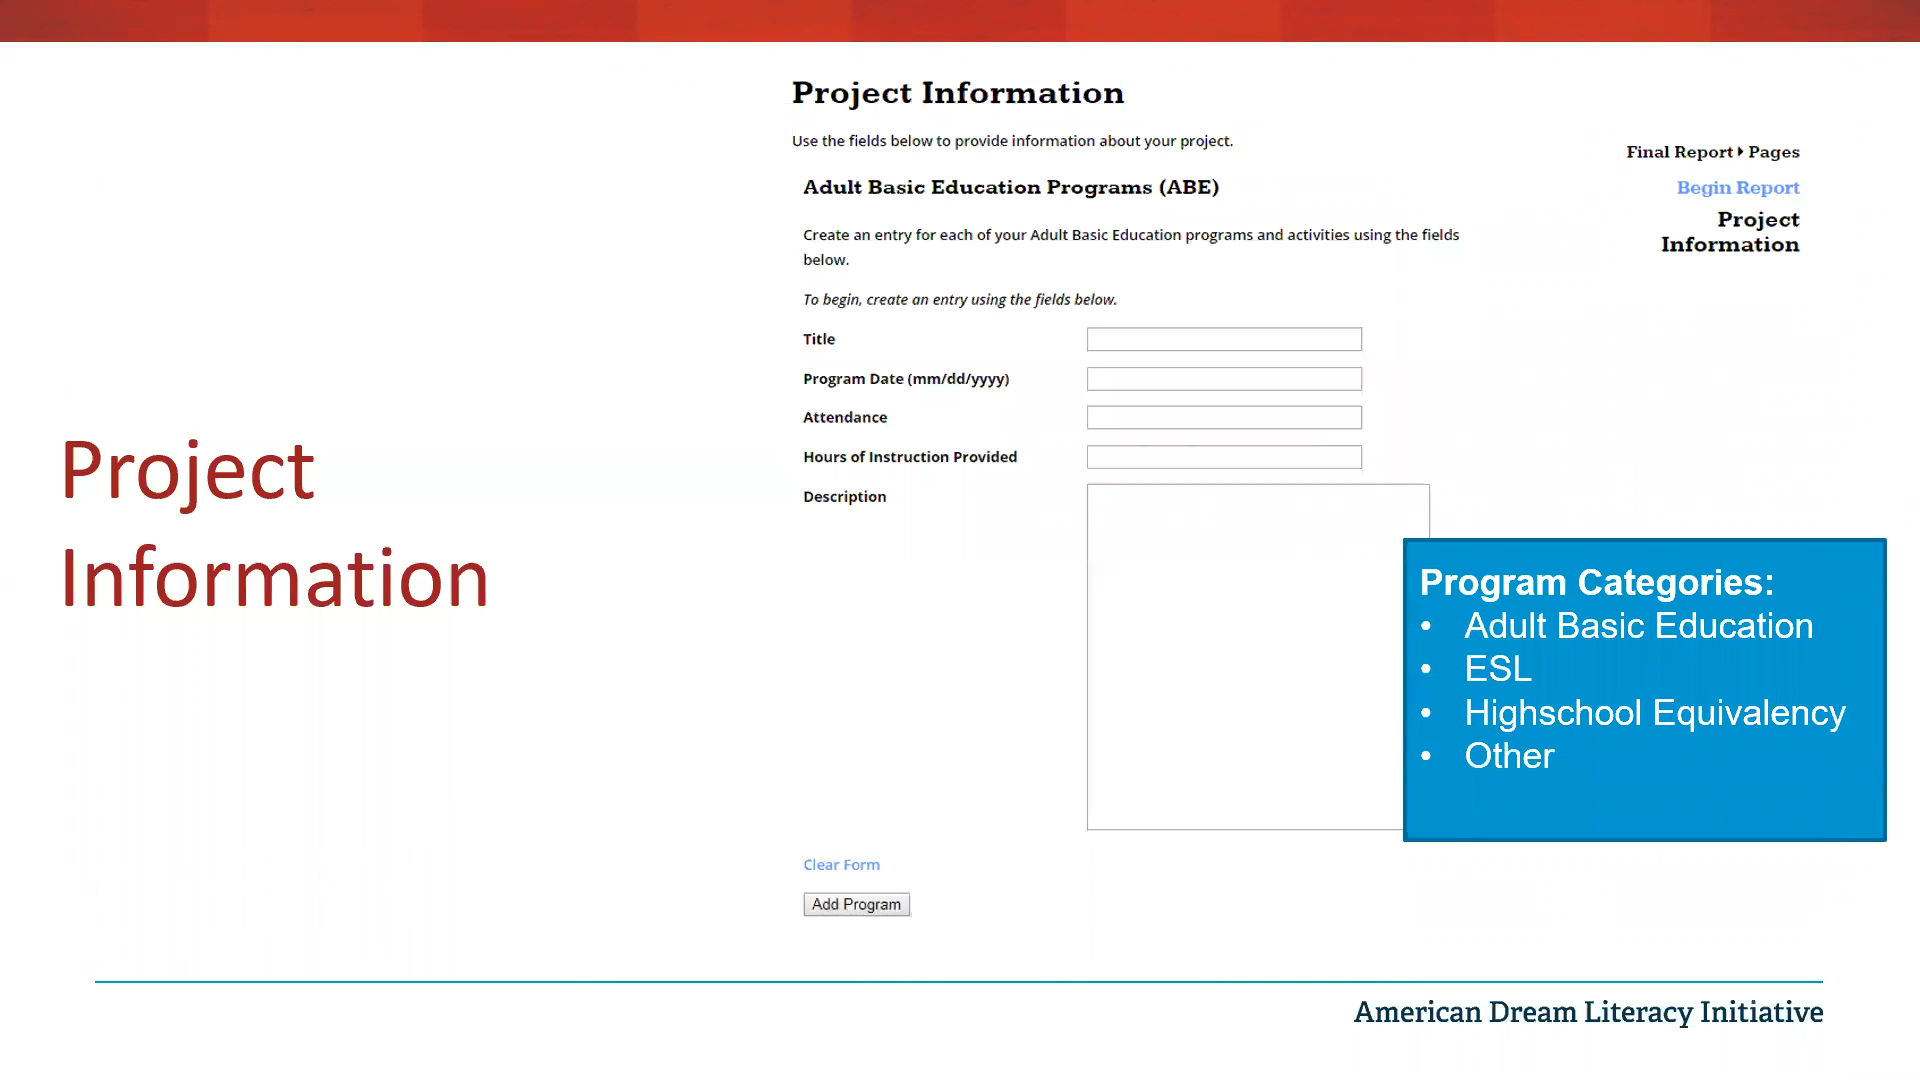 Project
Information
Project Information
Use the fields below to provide information about your project.
Adult Basic Education Programs (ABE)
Create an entry for each of your Adult Basic Education programs and activities using the fields
below.
To begin, create an entry using the fields below.
Title
Program Date (mm/dd/yyyy)
Attendance
Hours of Instruction Provided
Description
Clear Form
Add Program
Final Report ▸ Pages
Begin Report
Project
Information
Program Categories:
• Adult Basic Education
• ESL
• Highschool Equivalency
• Other
American Dream Literacy Initiative